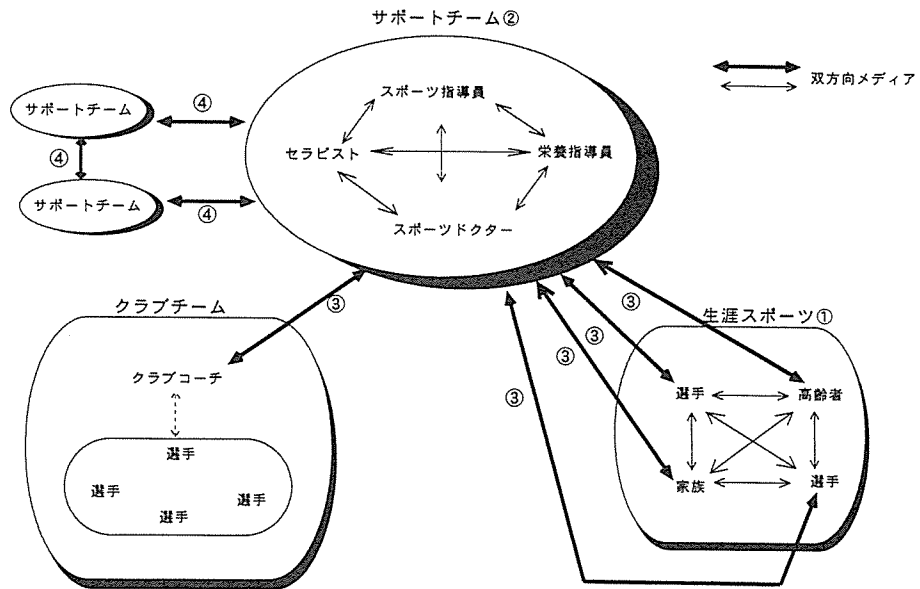 サポートチーム②
双方向メディア
スポーツ指導員
セラピスト
栄養指導員
スポーツドクター
サポートチーム
④
④
サポートチーム
④
クラブチーム
③
クラブコーチ
選手
選手
選手
選手
③
③
③
③
生涯スポーツ①
選手
高齢者
家族
選手